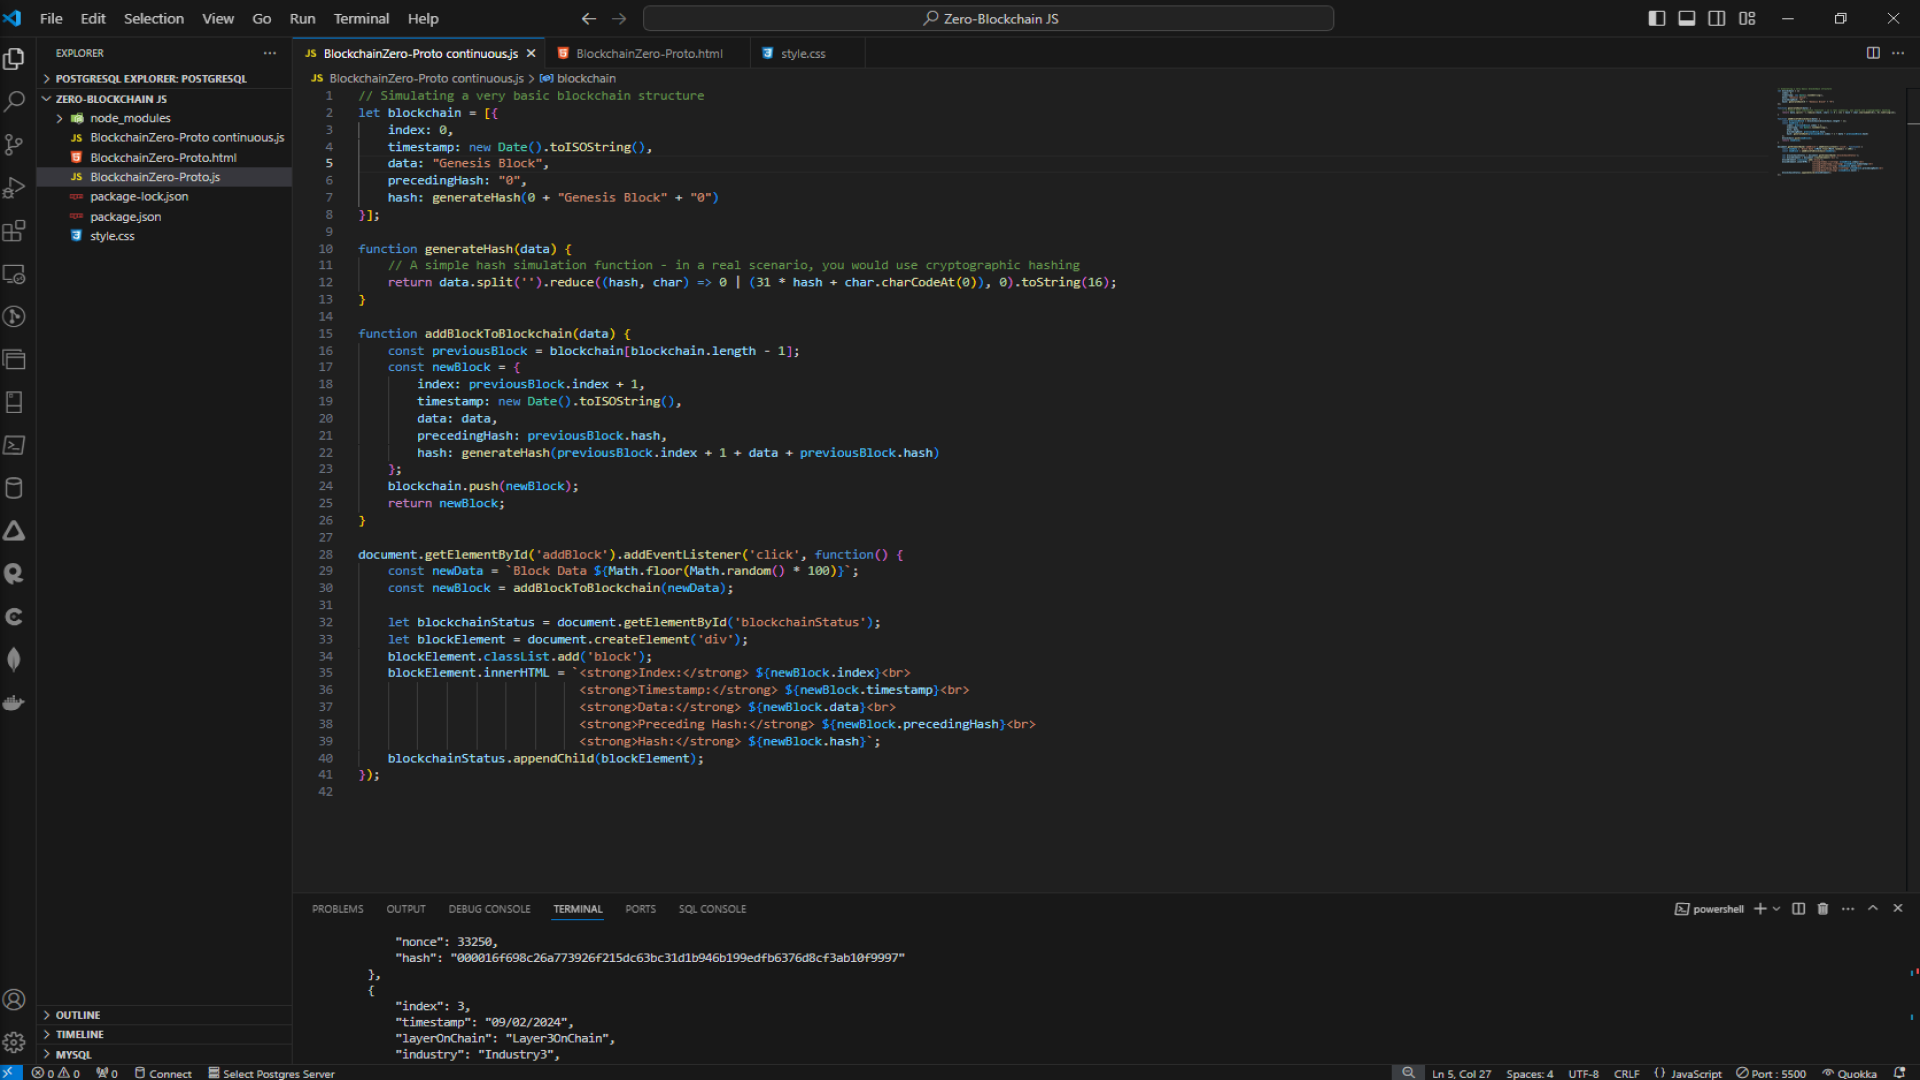 File Edit Selection View Go Run Terminal Help
Zero-Blockchain JS
EXPLORER
POSTGRESQL EXPLORER: POSTGRESQL
ZERO-BLOCKCHAIN JS
node_modules
JS BlockchainZero-Proto continuous.js
BlockchainZero-Proto.html
JS BlockchainZero-Proto.js
package-lock.json
package.json
style.css
OUTLINE
TIMELINE
MYSQL
JS BlockchainZero-Proto continuous.js
BlockchainZero-Proto.html
style.css
JS BlockchainZero-Proto continuous.js > blockchain
1 // Simulating a very basic blockchain structure
2 let blockchain = [{
3 index: 0,
4 timestamp: new Date().toISOString(),
5 data: "Genesis Block",
6 precedingHash: "0",
7 hash: generateHash(0 + "Genesis Block" + "0")
8 }];
9
10 function generateHash(data) {
11 // A simple hash simulation function - in a real scenario, you would use cryptographic hashing
12 return data.split('').reduce((hash, char) => 0 | (31 * hash + char.charCodeAt(0)), 0).toString(16);
13 }
14
15 function addBlockToBlockchain(data) {
16 const previousBlock = blockchain[blockchain.length - 1];
17 const newBlock = {
18 index: previousBlock.index + 1,
19 timestamp: new Date().toISOString(),
20 data: data,
21 precedingHash: previousBlock.hash,
22 hash: generateHash(previousBlock.index + 1 + data + previousBlock.hash)
23 };
24 blockchain.push(newBlock);
25 return newBlock;
26 }
27
28 document.getElementById('addBlock').addEventListener('click', function() {
29 const newData = `Block Data ${Math.floor(Math.random() * 100)}`;
30 const newBlock = addBlockToBlockchain(newData);
31
32 let blockchainStatus = document.getElementById('blockchainStatus');
33 let blockElement = document.createElement('div');
34 blockElement.classList.add('block');
35 blockElement.innerHTML = `<strong>Index:</strong> ${newBlock.index}<br>
36 <strong>Timestamp:</strong> ${newBlock.timestamp}<br>
37 <strong>Data:</strong> ${newBlock.data}<br>
38 <strong>Preceding Hash:</strong> ${newBlock.precedingHash}<br>
39 <strong>Hash:</strong> ${newBlock.hash}`;
40 blockchainStatus.appendChild(blockElement);
41 });
42
PROBLEMS OUTPUT DEBUG CONSOLE TERMINAL PORTS SQL CONSOLE
powershell
"nonce": 33250,
"hash": "000016f698c26a773926f215dc63bc31d1b946b199edfb6376d8cf3ab10f9997"
},
{
"index": 3,
"timestamp": "09/02/2024",
"layerOnChain": "Layer3OnChain",
"industry": "Industry3",
0 0 0 Connect Select Postgres Server
Ln 5, Col 27 Spaces: 4 UTF-8 CRLF {} JavaScript Port : 5500 Quokka